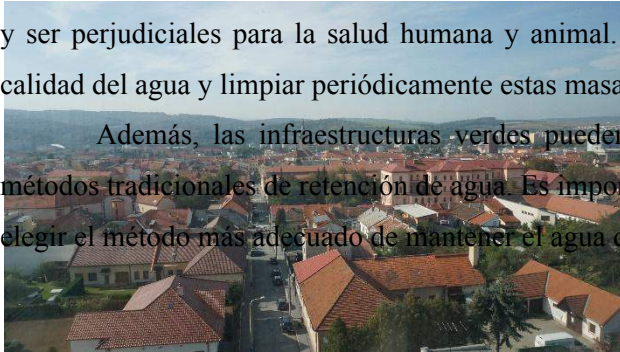 y ser perjudiciales para la salud humana y animal.
calidad del agua y limpiar periódicamente estas masa
Además, las infraestructuras verdes pueden
métodos tradicionales de retención de agua. Es impor
elegir el método más adecuado de mantener el agua